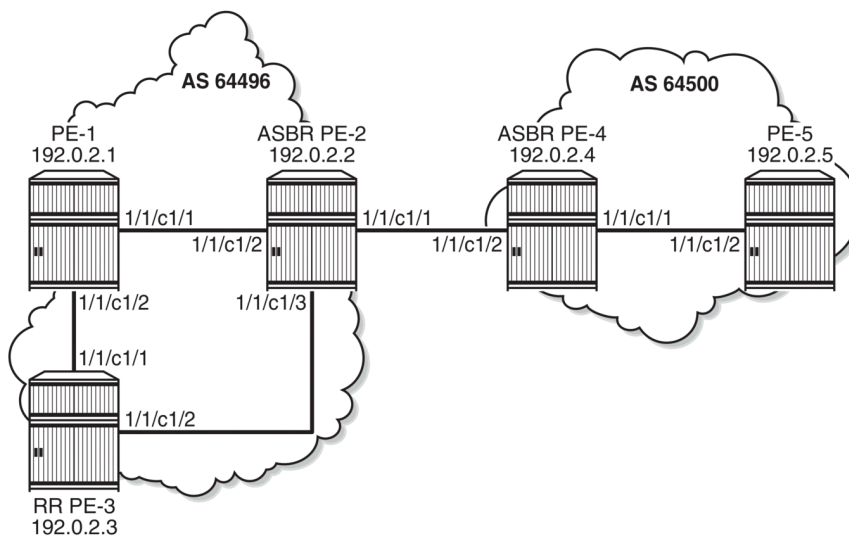 AS 64496
AS 64500
PE-1
192.0.2.1
ASBR PE-2
192.0.2.2
ASBR PE-4
192.0.2.4
PE-5
192.0.2.5
1/1/c1/1
1/1/c1/2
1/1/c1/1
1/1/c1/2
1/1/c1/1
1/1/c1/2
1/1/c1/2
1/1/c1/3
1/1/c1/1
1/1/c1/2
RR PE-3
192.0.2.3